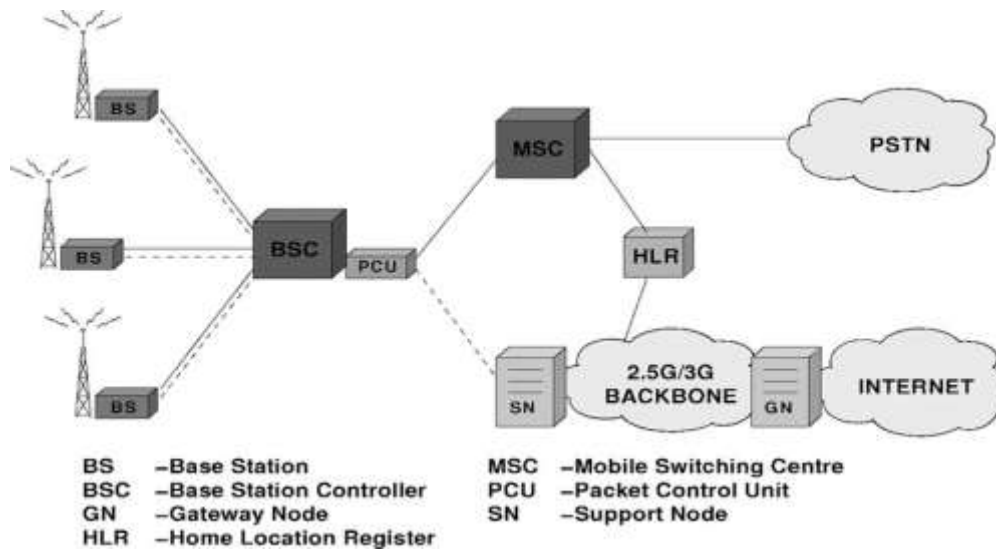 BS
BS
BS
BSC
PCU
MSC
HLR
PSTN
SN
2.5G/3G
BACKBONE
GN
INTERNET
BS –Base Station
BSC –Base Station Controller
GN –Gateway Node
HLR –Home Location Register
MSC –Mobile Switching Centre
PCU –Packet Control Unit
SN –Support Node